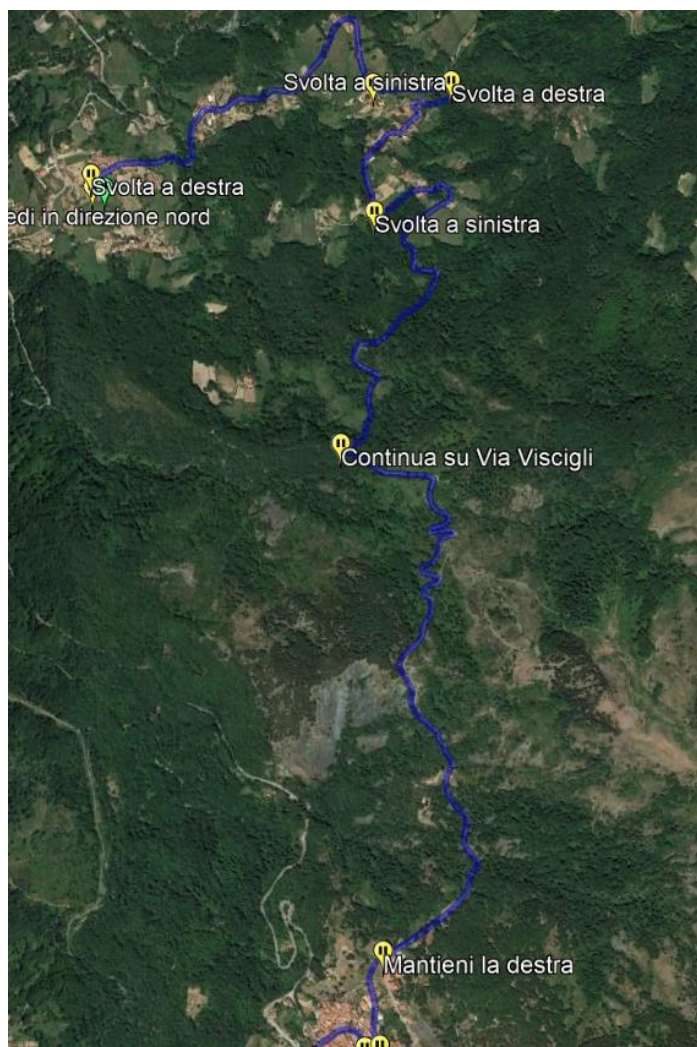 Svolta a sinistra
Svolta a destra
Svolta a destra
edi in direzione nord
Svolta a sinistra
Continua su Via Viscigli
Mantieni la destra